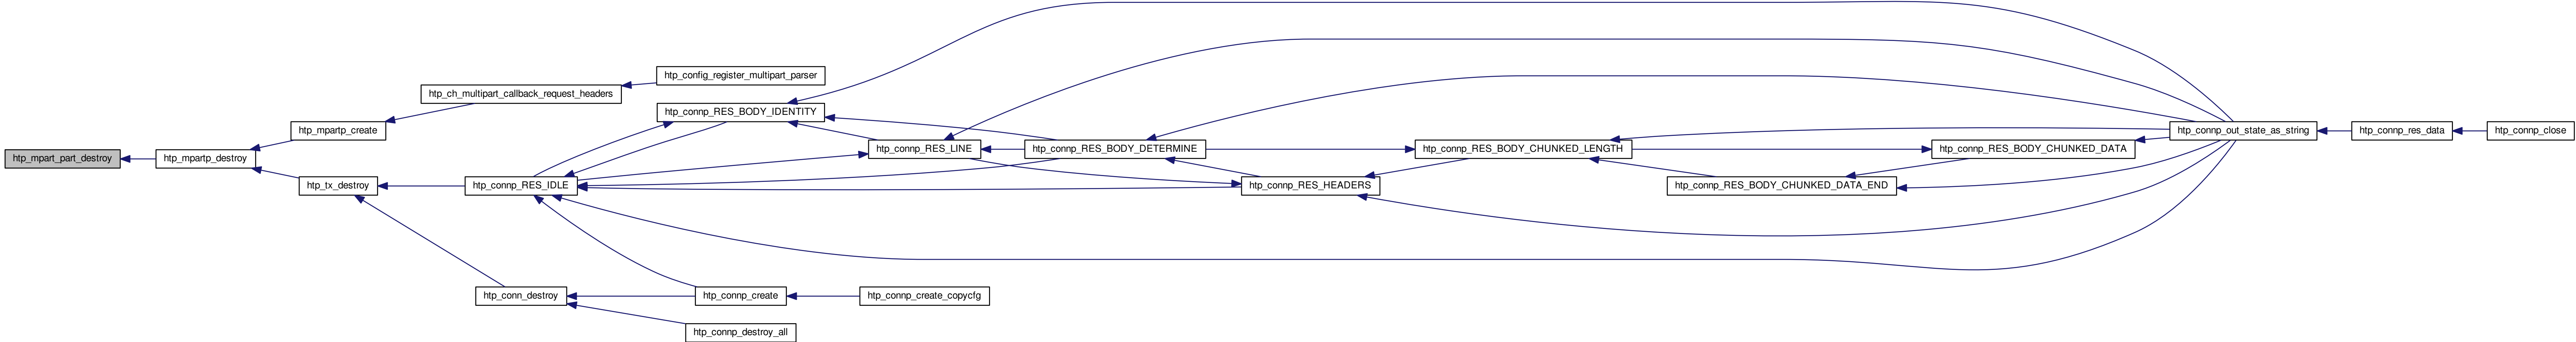 htp_mpart_part_destroy
htp_mpartp_destroy
htp_mpartp_create
htp_tx_destroy
htp_ch_multipart_callback_request_headers
htp_config_register_multipart_parser
htp_connp_RES_IDLE
htp_conn_destroy
htp_connp_RES_BODY_IDENTITY
htp_connp_create
htp_connp_destroy_all
htp_connp_RES_LINE
htp_connp_create_copycfg
htp_connp_RES_BODY_DETERMINE
htp_connp_RES_HEADERS
htp_connp_RES_BODY_CHUNKED_LENGTH
htp_connp_RES_BODY_CHUNKED_DATA_END
htp_connp_RES_BODY_CHUNKED_DATA
htp_connp_out_state_as_string
htp_connp_res_data
htp_connp_close